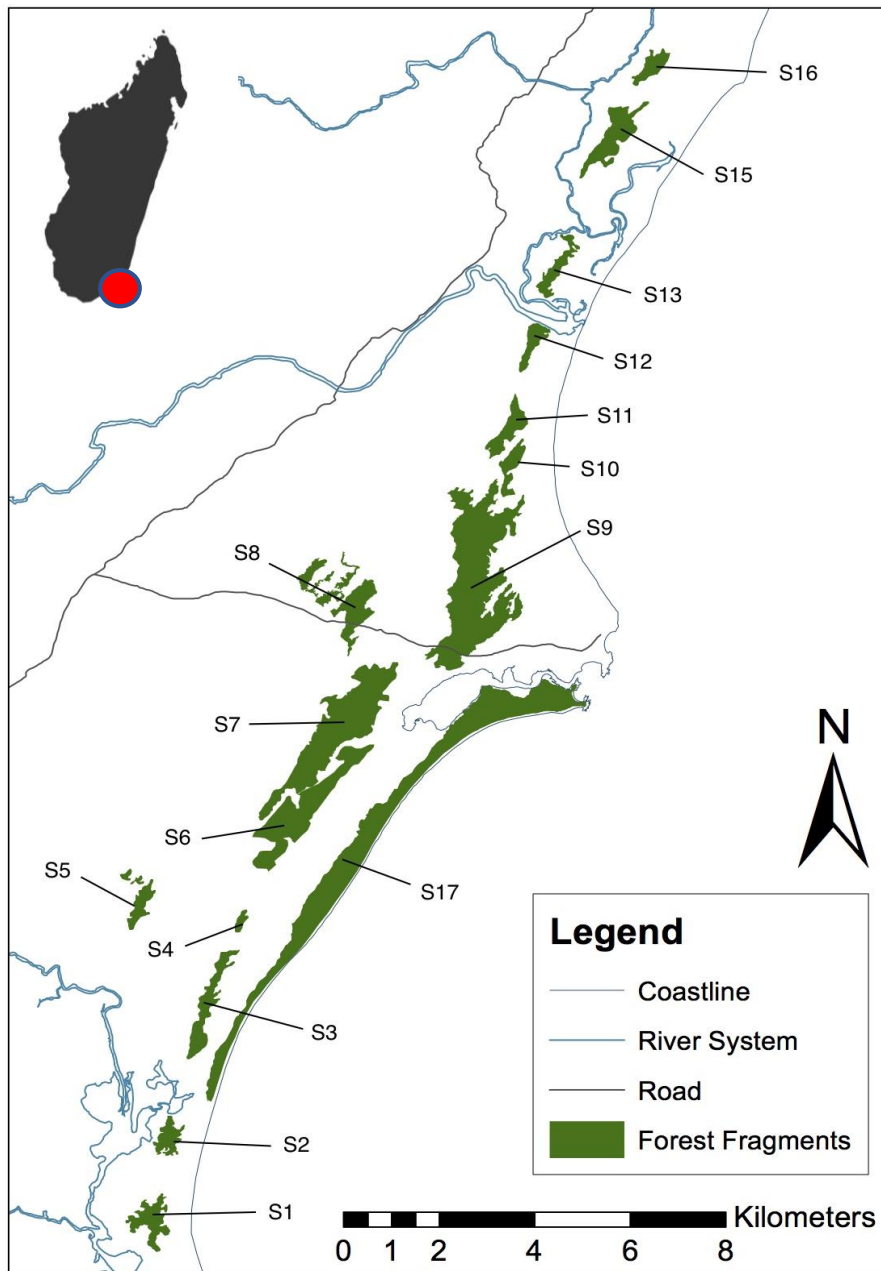 S16
S15
S13
S12
S11
S10
S9
S8
S7
S6
S5
S17
S4
S3
S2
S1
N
Legend
Coastline
River System
Road
Forest Fragments
Kilometers
0 1 2 4 6 8